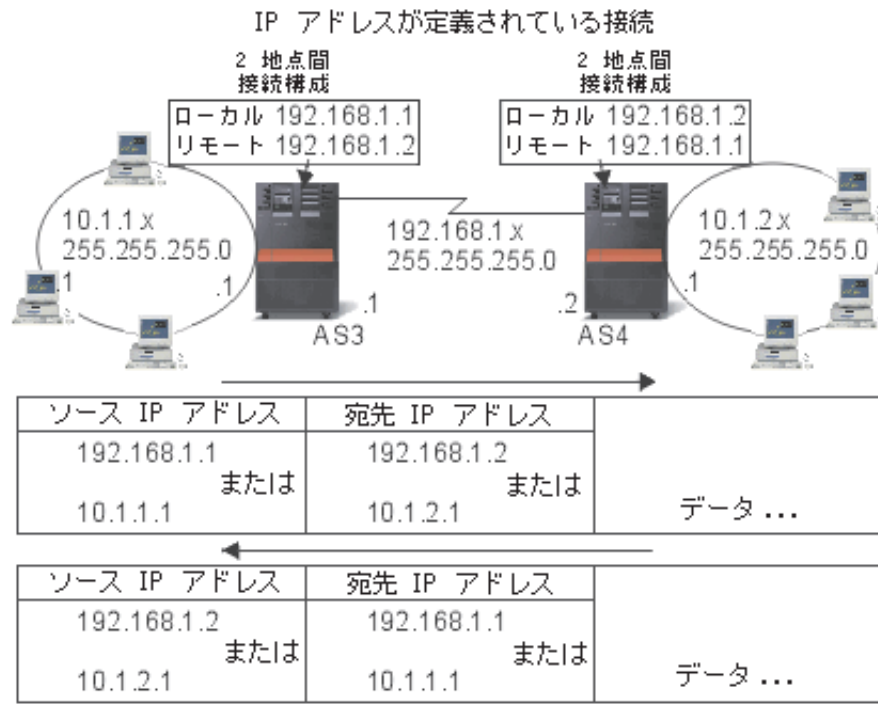 IP アドレスが定義されている接続
2 地点間
接続構成
2 地点間
接続構成
ローカル 192.168.1.1
リモート 192.168.1.2
ローカル 192.168.1.2
リモート 192.168.1.1
10.1.1.x
255.255.255.0
.1
.1
192.168.1.x
255.255.255.0
10.1.2.x
255.255.255.0
.1
.1
.2
AS3
AS4
ソース IP アドレス
宛先 IP アドレス
192.168.1.1
または
10.1.1.1
192.168.1.2
または
10.1.2.1
データ...
ソース IP アドレス
宛先 IP アドレス
192.168.1.2
または
10.1.2.1
192.168.1.1
または
10.1.1.1
データ...